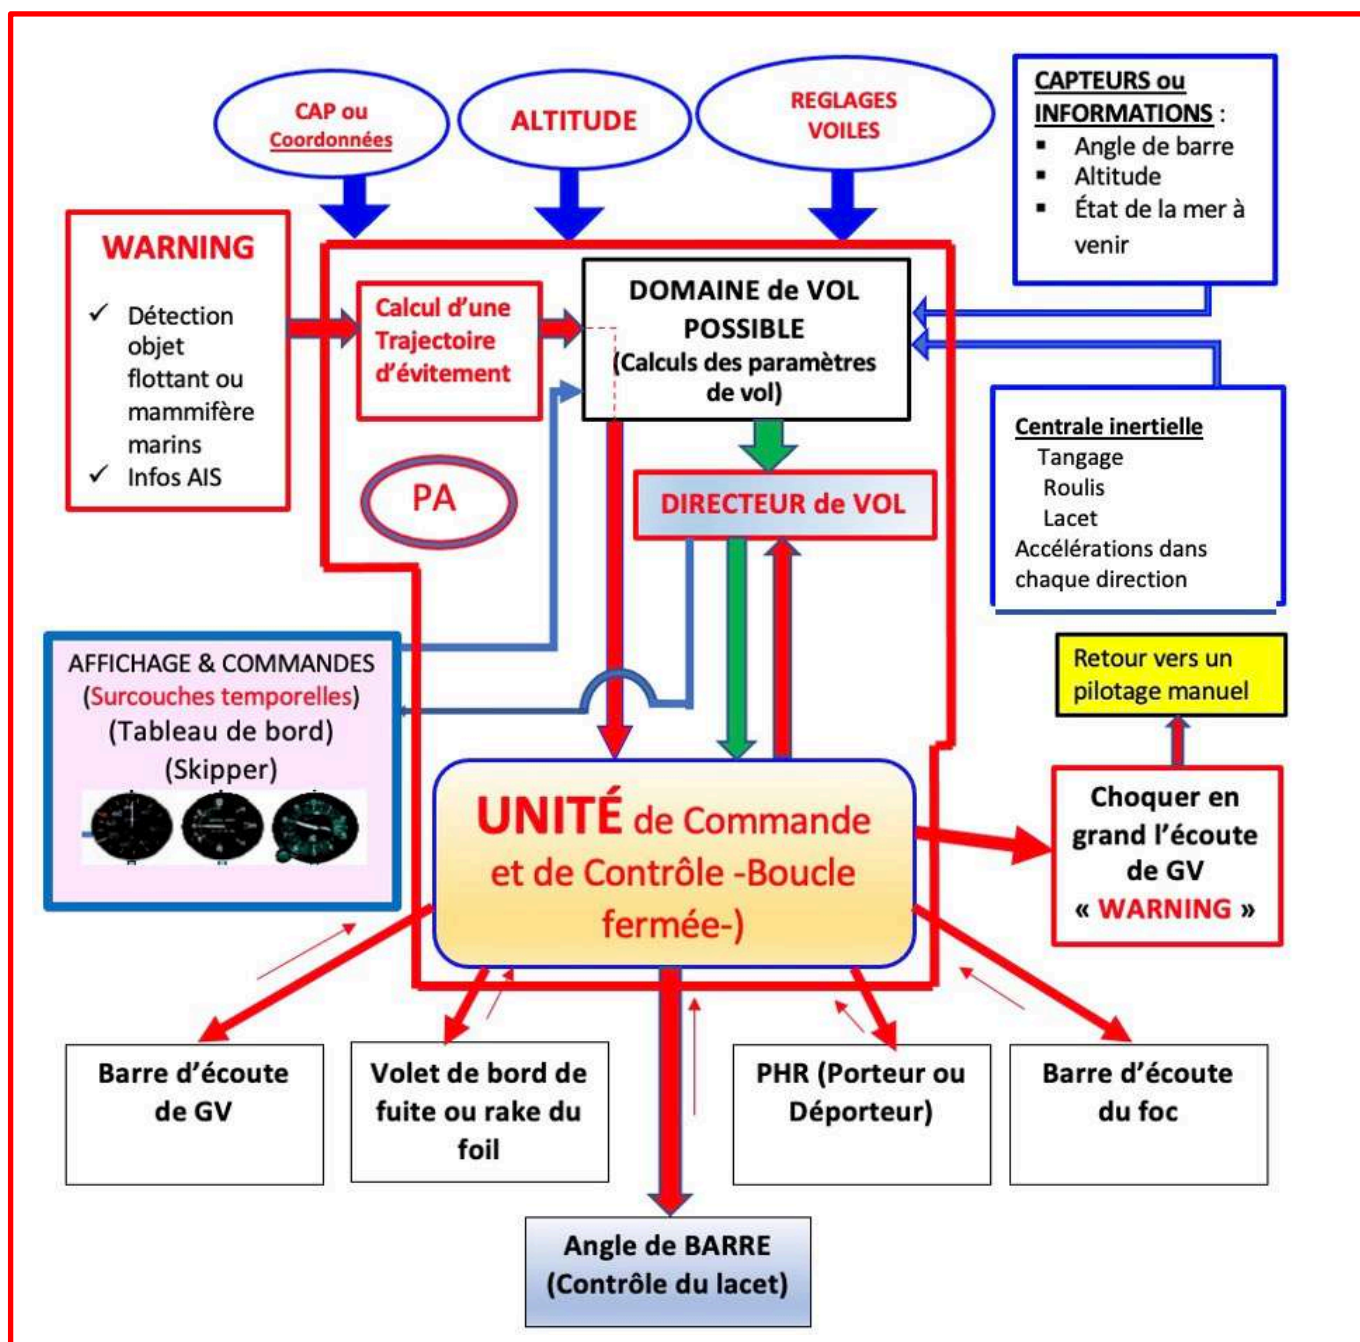 CAP ou
Coordonnées
ALTITUDE
REGLAGES
VOILES
CAPTEURS ou
INFORMATIONS :
▪ Angle de barre
▪ Altitude
▪ État de la mer à
venir
WARNING
✓ Détection
objet
flottant ou
mammifère
marins
✓ Infos AIS
Calcul d’une
Trajectoire
d’évitement
DOMAINE de VOL
POSSIBLE
(Calculs des paramètres
de vol)
PA
DIRECTEUR de VOL
Centrale inertielle
Tangage
Roulis
Lacet
Accélérations dans
chaque direction
AFFICHAGE & COMMANDES
(Surcouches temporelles)
(Tableau de bord)
(Skipper)
Retour vers un
pilotage manuel
UNITÉ de Commande
et de Contrôle -Boucle
fermée-)
Choquer en
grand l’écoute
de GV
« WARNING »
Barre d’écoute
de GV
Volet de bord de
fuite ou rake du
foil
PHR (Porteur ou
Déporteur)
Barre d’écoute
du foc
Angle de BARRE
(Contrôle du lacet)